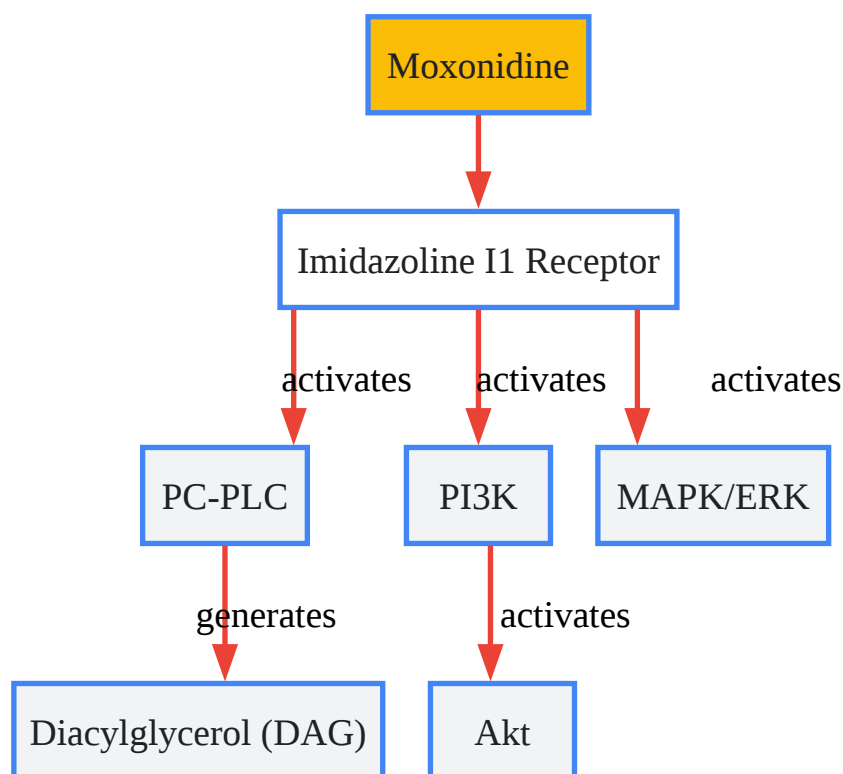 Moxonidine
Imidazoline I1 Receptor
activates
activates
activates
PC-PLC
PI3K
MAPK/ERK
generates
activates
Diacylglycerol (DAG)
Akt